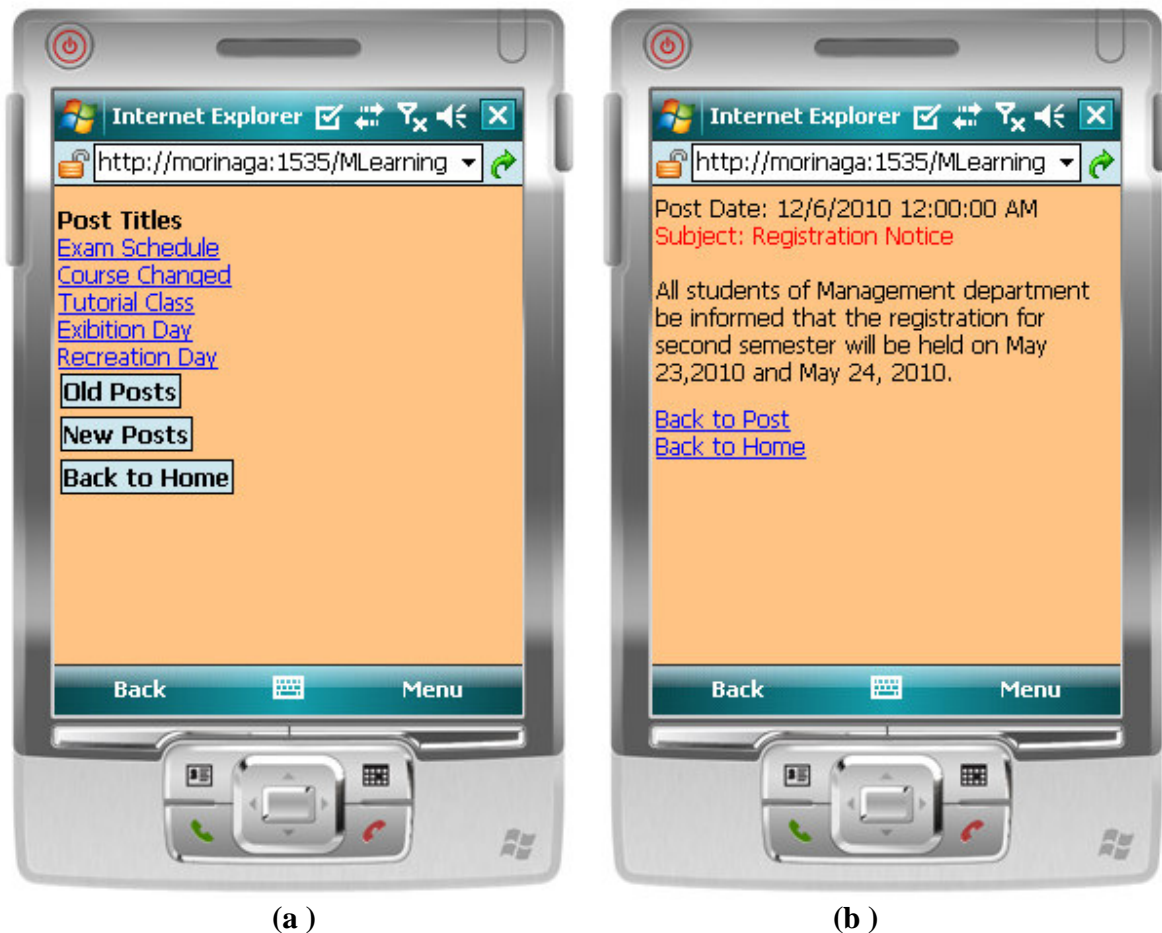 Internet Explorer
http://morinaga:1535/MLearning
Post Titles
Exam Schedule
Course Changed
Tutorial Class
Exibition Day
Recreation Day
Old Posts
New Posts
Back to Home
Back Menu
(a )
Internet Explorer
http://morinaga:1535/MLearning
Post Date: 12/6/2010 12:00:00 AM
Subject: Registration Notice
All students of Management department
be informed that the registration for
second semester will be held on May
23,2010 and May 24, 2010.
Back to Post
Back to Home
Back Menu
(b )